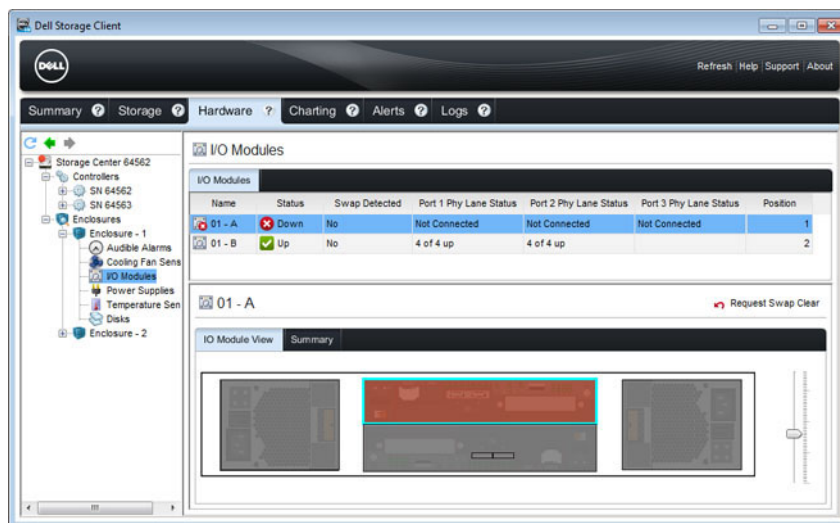 Dell Storage Client
DELL
Refresh Help Support About
Summary ? Storage ? Hardware ? Charting ? Alerts ? Logs ?
Storage Center 64562
Controllers
SN 64562
SN 64563
Enclosures
Enclosure - 1
Audible Alarms
Cooling Fan Sens
I/O Modules
Power Supplies
Temperature Sen
Disks
Enclosure - 2
I/O Modules
I/O Modules
Name Status Swap Detected Port 1 Phy Lane Status Port 2 Phy Lane Status Port 3 Phy Lane Status Position
01 - A Down No Not Connected Not Connected Not Connected 1
01 - B Up No 4 of 4 up 4 of 4 up 2
01 - A Request Swap Clear
IO Module View Summary